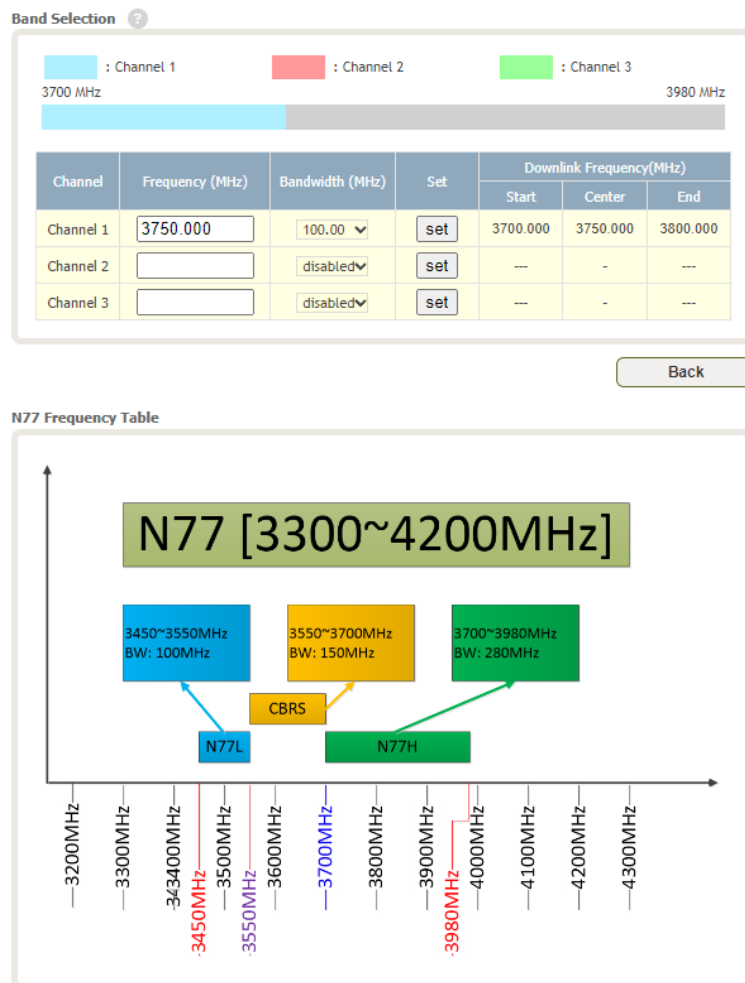 Band Selection ?
: Channel 1 : Channel 2 : Channel 3
3700 MHz 3980 MHz
Channel Frequency (MHz) Bandwidth (MHz) Set Downlink Frequency(MHz)
Start Center End
Channel 1 3750.000 100.00 set 3700.000 3750.000 3800.000
Channel 2 disabled set --- - ---
Channel 3 disabled set --- - ---
Back
N77 Frequency Table
N77 [3300~4200MHz]
3450~3550MHz 3550~3700MHz 3700~3980MHz
BW: 100MHz BW: 150MHz BW: 280MHz
CBRS
N77L N77H
3200MHz
3300MHz
343400MHz
3450MHz
3500MHz
3550MHz
3600MHz
3700MHz
3800MHz
3900MHz
3980MHz
4000MHz
4100MHz
4200MHz
4300MHz